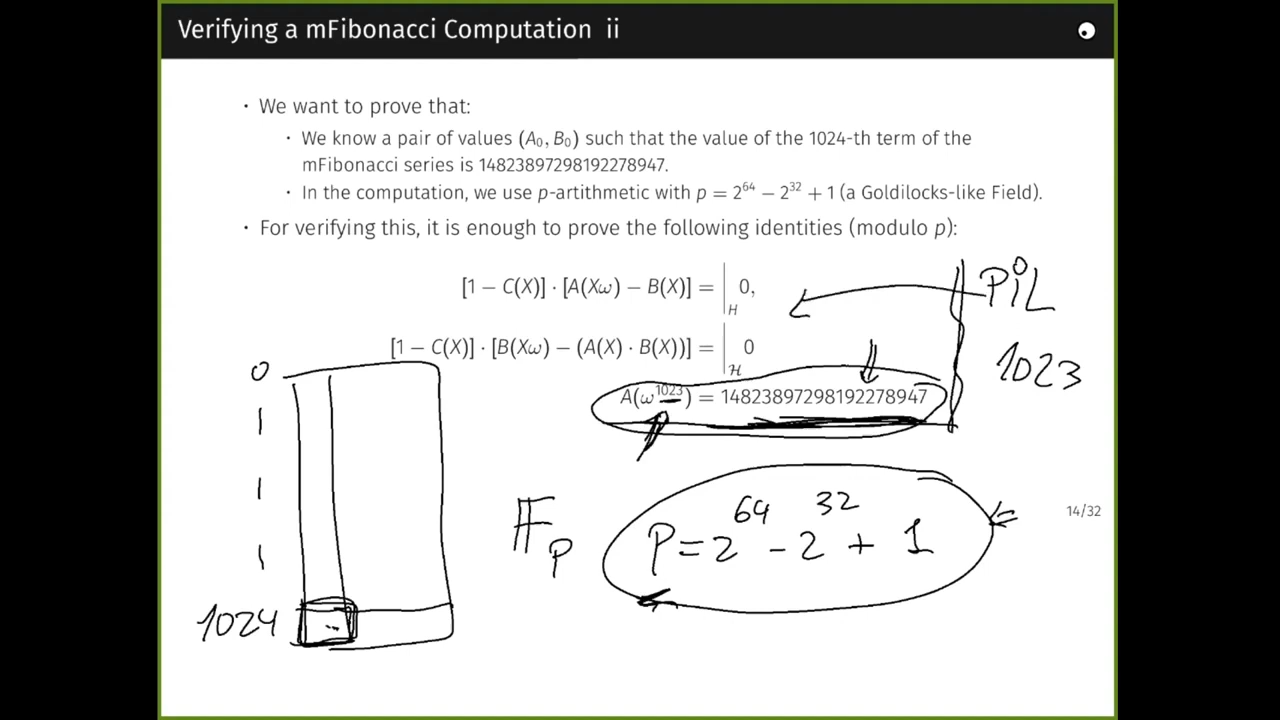 Verifying a mFibonacci Computation ii
• We want to prove that:
• We know a pair of values (A₀, B₀) such that the value of the 1024-th term of the
mFibonacci series is 14823897298192278947.
• In the computation, we use p-artithmetic with p = 2⁶⁴ − 2³² + 1 (a Goldilocks-like Field).
• For verifying this, it is enough to prove the following identities (modulo p):
[1 − C(X)] · [A(Xω) − B(X)] = |H 0,
PiL
[1 − C(X)] · [B(Xω) − (A(X) · B(X))] = |ℋ 0
1023
0
A(ω¹⁰²³) = 14823897298192278947
14/32
𝔽p
P = 2⁶⁴ - 2³² + 1
1024